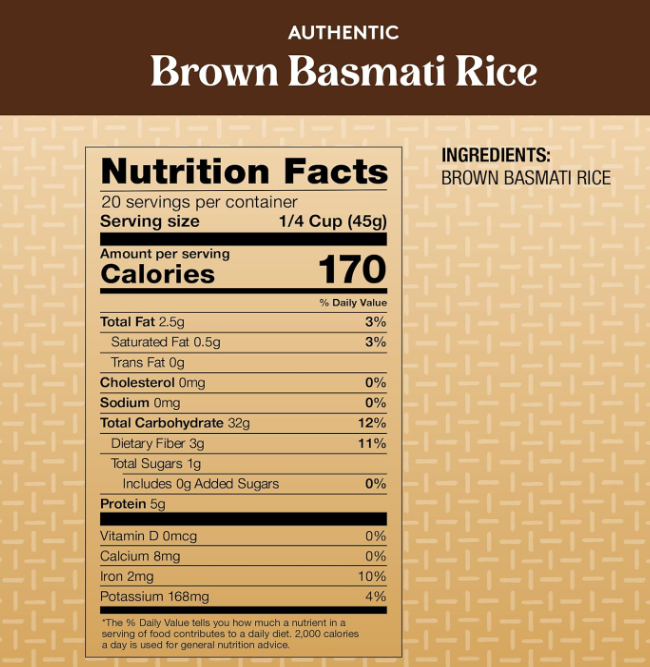 AUTHENTIC
Brown Basmati Rice
Nutrition Facts
20 servings per container
Serving size 1/4 Cup (45g)
Amount per serving
Calories 170
% Daily Value
Total Fat 2.5g 3%
Saturated Fat 0.5g 3%
Trans Fat 0g
Cholesterol 0mg 0%
Sodium 0mg 0%
Total Carbohydrate 32g 12%
Dietary Fiber 3g 11%
Total Sugars 1g
Includes 0g Added Sugars 0%
Protein 5g
Vitamin D 0mcg 0%
Calcium 8mg 0%
Iron 2mg 10%
Potassium 168mg 4%
*The % Daily Value tells you how much a nutrient in a
serving of food contributes to a daily diet. 2,000 calories
a day is used for general nutrition advice.
INGREDIENTS:
BROWN BASMATI RICE